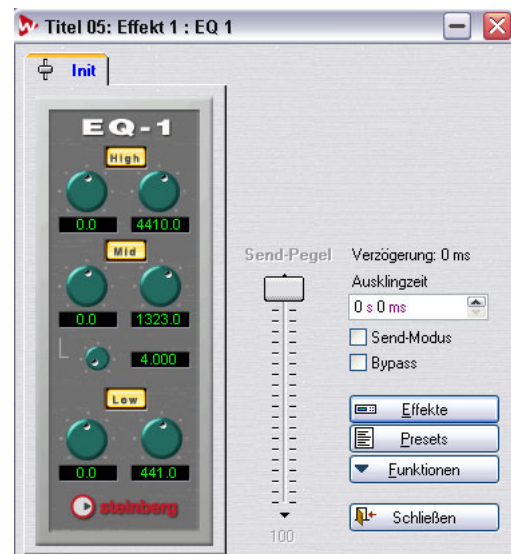 Titel 05: Effekt 1 : EQ 1
Init
EQ-1
High
0.0 4410.0
Mid
0.0 1323.0
4.000
Low
0.0 441.0
steinberg
Send-Pegel
100
Verzögerung: 0 ms
Ausklingzeit
0 s 0 ms
Send-Modus
Bypass
Effekte
Presets
Funktionen
Schließen